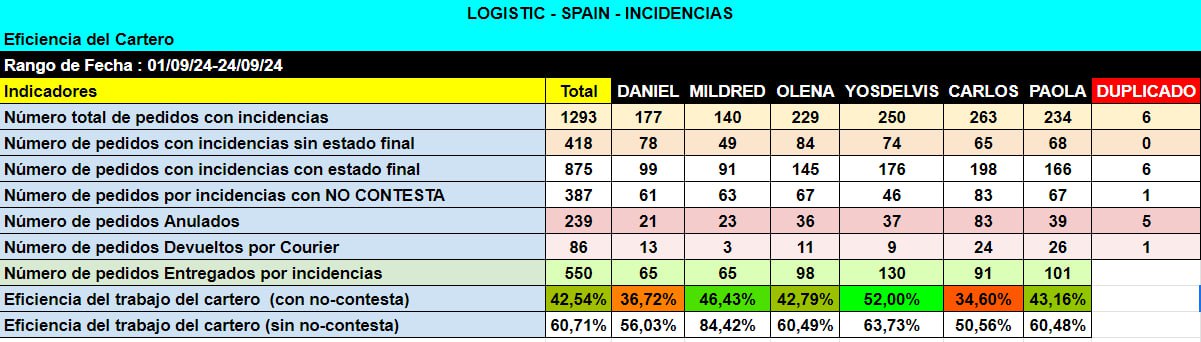 LOGISTIC - SPAIN - INCIDENCIAS
Eficiencia del Cartero
Rango de Fecha : 01/09/24-24/09/24
Indicadores Total DANIEL MILDRED OLENA YOSDELVIS CARLOS PAOLA DUPLICADO
Número total de pedidos con incidencias 1293 177 140 229 250 263 234 6
Número de pedidos con incidencias sin estado final 418 78 49 84 74 65 68 0
Número de pedidos con incidencias con estado final 875 99 91 145 176 198 166 6
Número de pedidos por incidencias con NO CONTESTA 387 61 63 67 46 83 67 1
Número de pedidos Anulados 239 21 23 36 37 83 39 5
Número de pedidos Devueltos por Courier 86 13 3 11 9 24 26 1
Número de pedidos Entregados por incidencias 550 65 65 98 130 91 101
Eficiencia del trabajo del cartero (con no-contesta) 42,54% 36,72% 46,43% 42,79% 52,00% 34,60% 43,16%
Eficiencia del trabajo del cartero (sin no-contesta) 60,71% 56,03% 84,42% 60,49% 63,73% 50,56% 60,48%